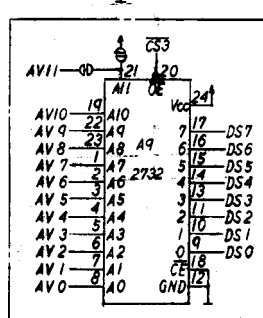 CS3
AV11 21 20
A11 OE
24
Vcc
AV10 19 A10 7 17 DS7
AV9 22 A9 6 16 DS6
AV8 23 A8 A9 5 15 DS5
AV7 1 A7 2732 4 14 DS4
AV6 2 A6 3 13 DS3
AV5 3 A5 2 11 DS2
AV4 4 A4 1 10 DS1
AV3 5 A3 0 9 DS0
AV2 6 A2 CE 18
AV1 7 A1 GND 12
AV0 8 A0